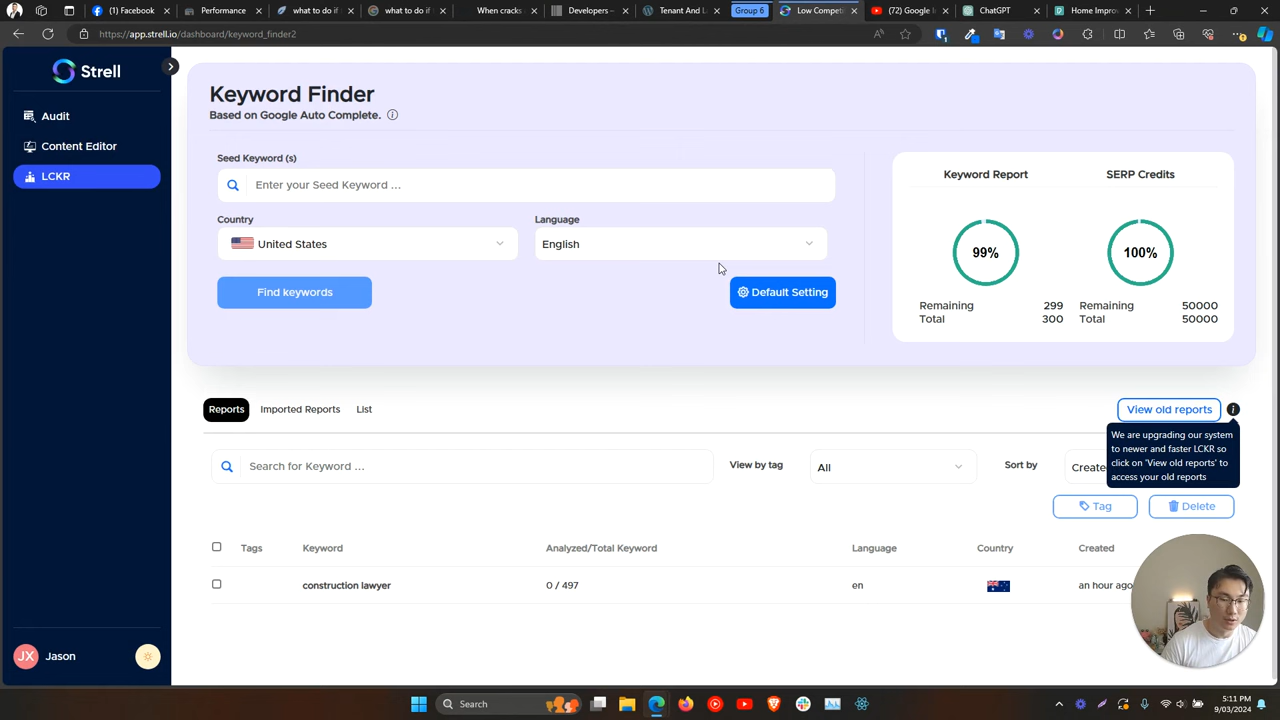 (1) Facebook
Performance
what to do if
what to do if
When cracks
Developers –
Tenant And L
Group 6
Low Competi
(72) Google I
ChatGPT
Home Improv
https://app.strell.io/dashboard/keyword_finder2
Strell
Audit
Content Editor
LCKR
JX Jason
Keyword Finder
Based on Google Auto Complete.
Seed Keyword (s)
Enter your Seed Keyword ...
Country
Language
United States
English
Find keywords
Default Setting
Keyword Report
SERP Credits
99%
100%
Remaining 299
Total 300
Remaining 50000
Total 50000
Reports
Imported Reports
List
View old reports
We are upgrading our system
to newer and faster LCKR so
click on 'View old reports' to
access your old reports
Search for Keyword ...
View by tag
All
Sort by
Create
Tag
Delete
Tags
Keyword
Analyzed/Total Keyword
Language
Country
Created
construction lawyer
0 / 497
en
an hour ago
Search
5:11 PM
9/03/2024